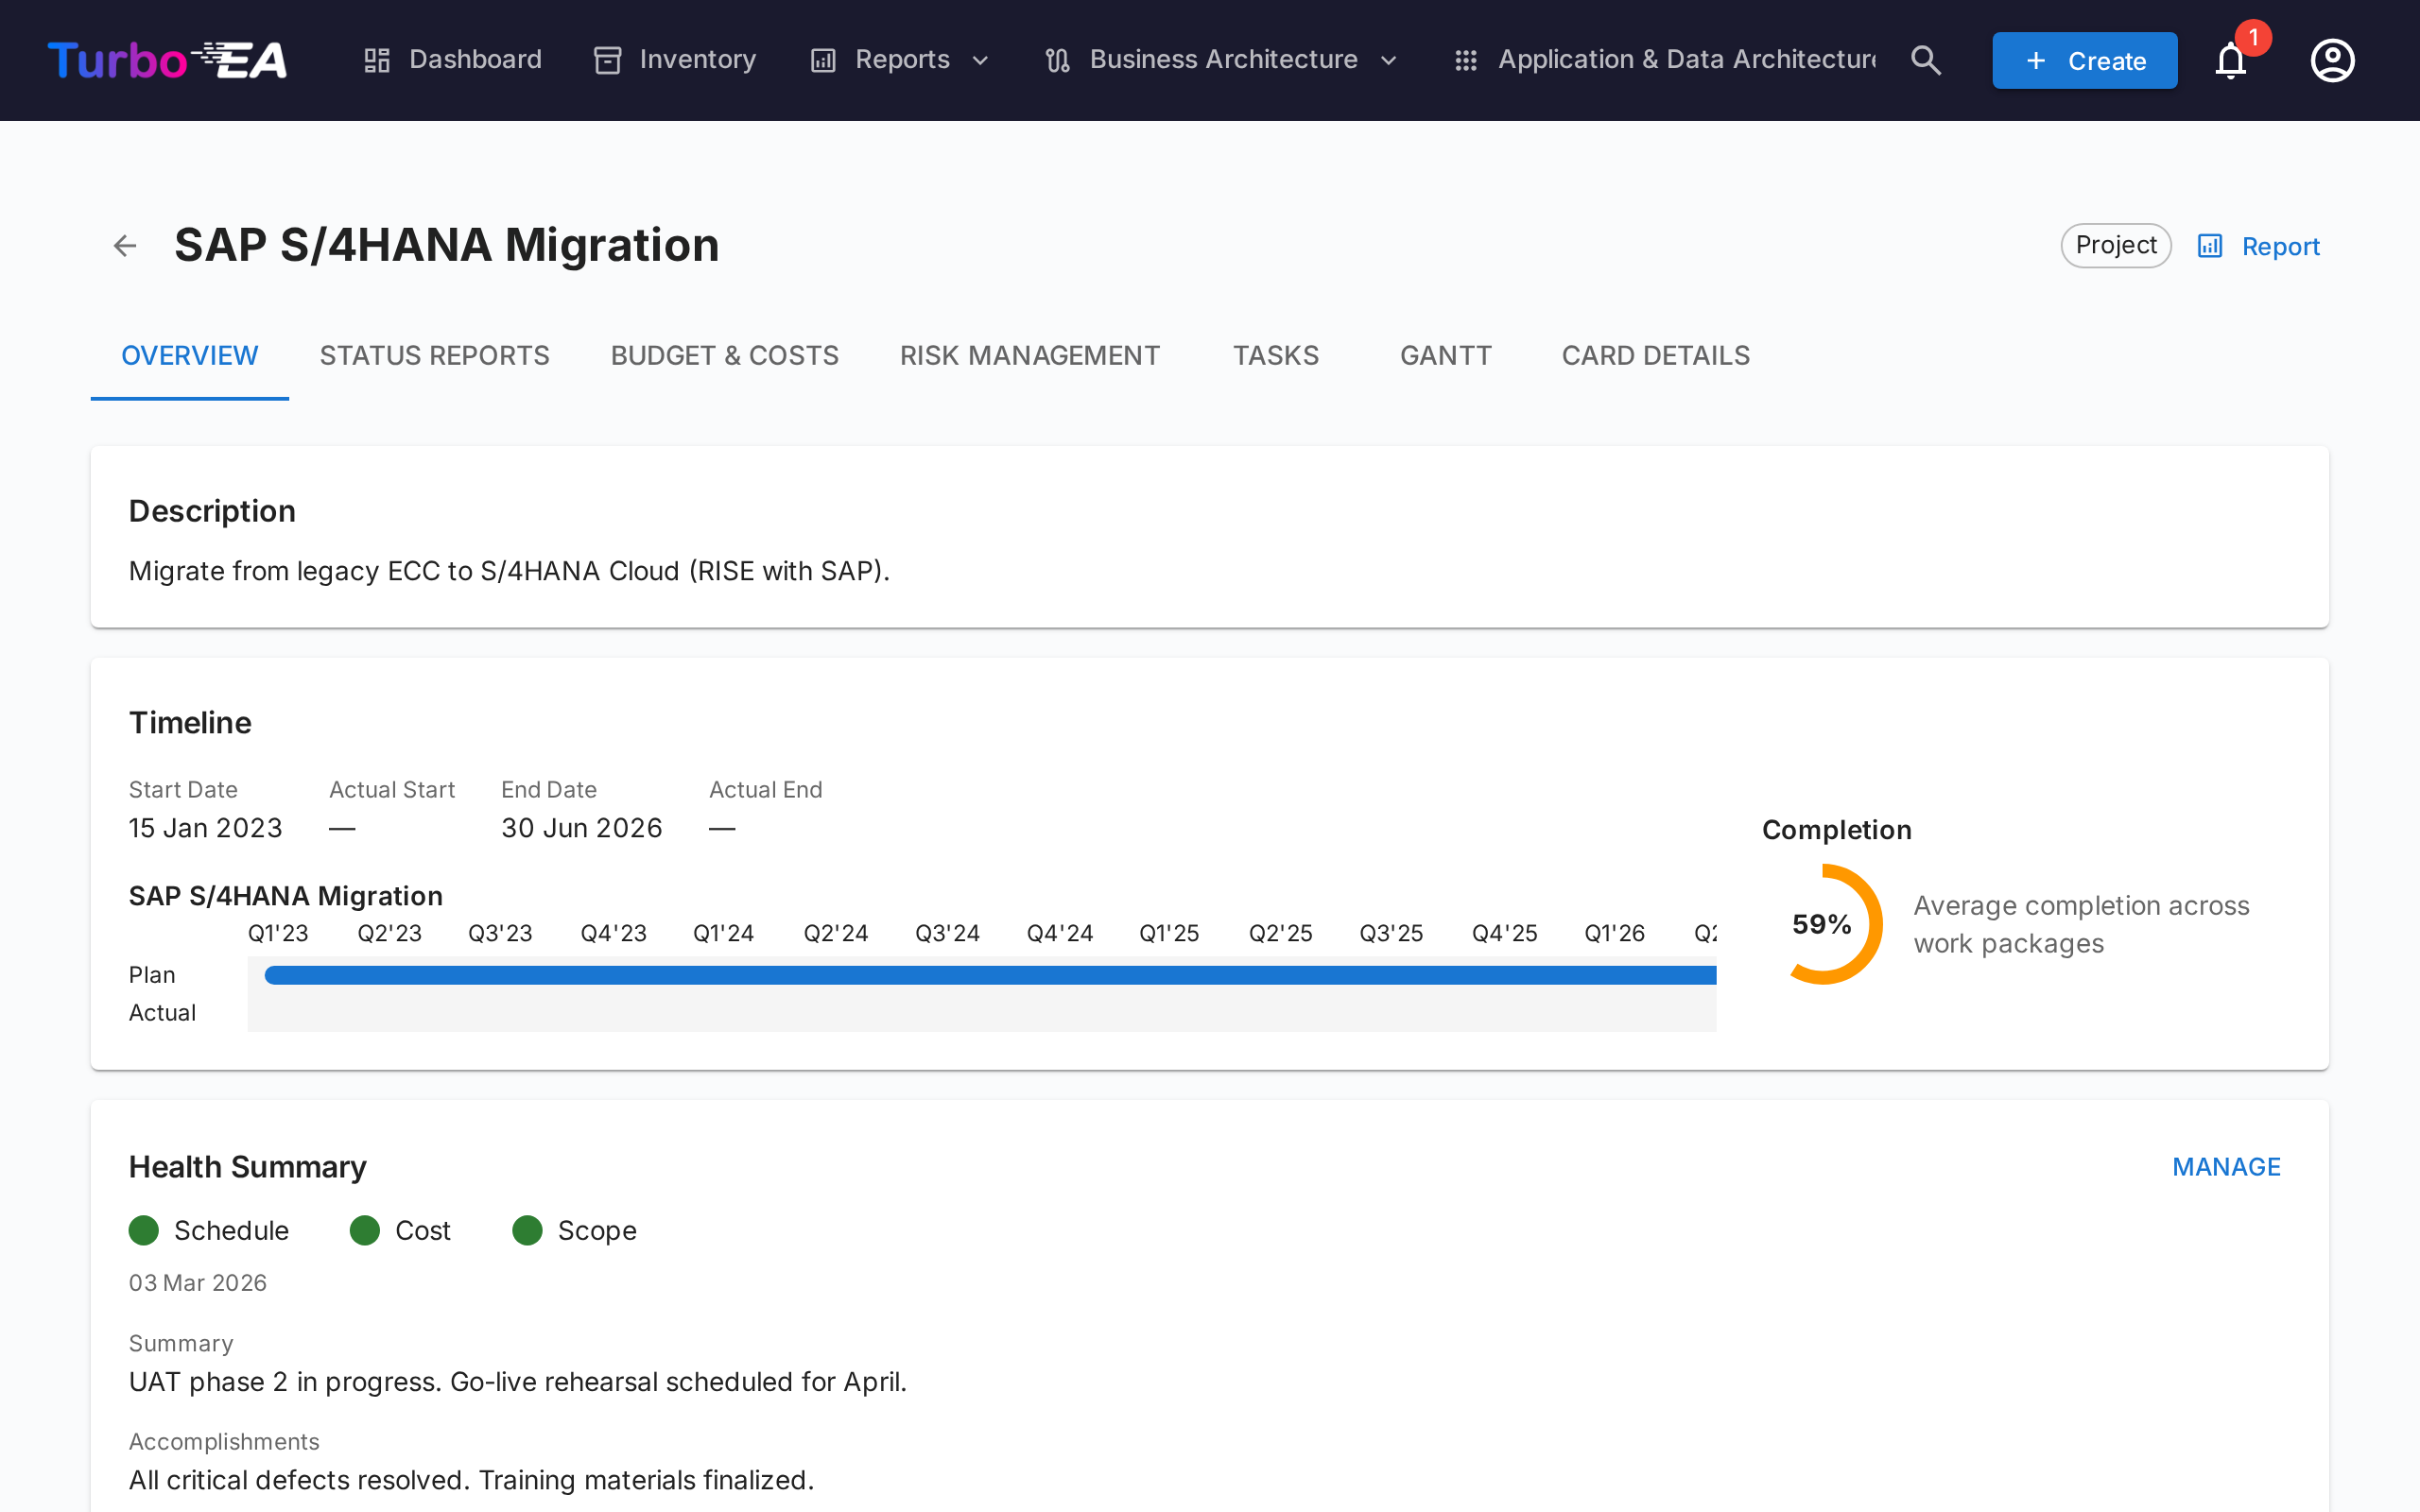 Turbo EA Dashboard Inventory Reports Business Architecture Application & Data Architecture Create 1
SAP S/4HANA Migration Project Report
OVERVIEW STATUS REPORTS BUDGET & COSTS RISK MANAGEMENT TASKS GANTT CARD DETAILS
Description
Migrate from legacy ECC to S/4HANA Cloud (RISE with SAP).
Timeline
Start Date Actual Start End Date Actual End
15 Jan 2023 — 30 Jun 2026 —
SAP S/4HANA Migration
Q1'23 Q2'23 Q3'23 Q4'23 Q1'24 Q2'24 Q3'24 Q4'24 Q1'25 Q2'25 Q3'25 Q4'25 Q1'26
Plan
Actual
Completion
59%
Average completion across
work packages
Health Summary MANAGE
Schedule Cost Scope
03 Mar 2026
Summary
UAT phase 2 in progress. Go-live rehearsal scheduled for April.
Accomplishments
All critical defects resolved. Training materials finalized.